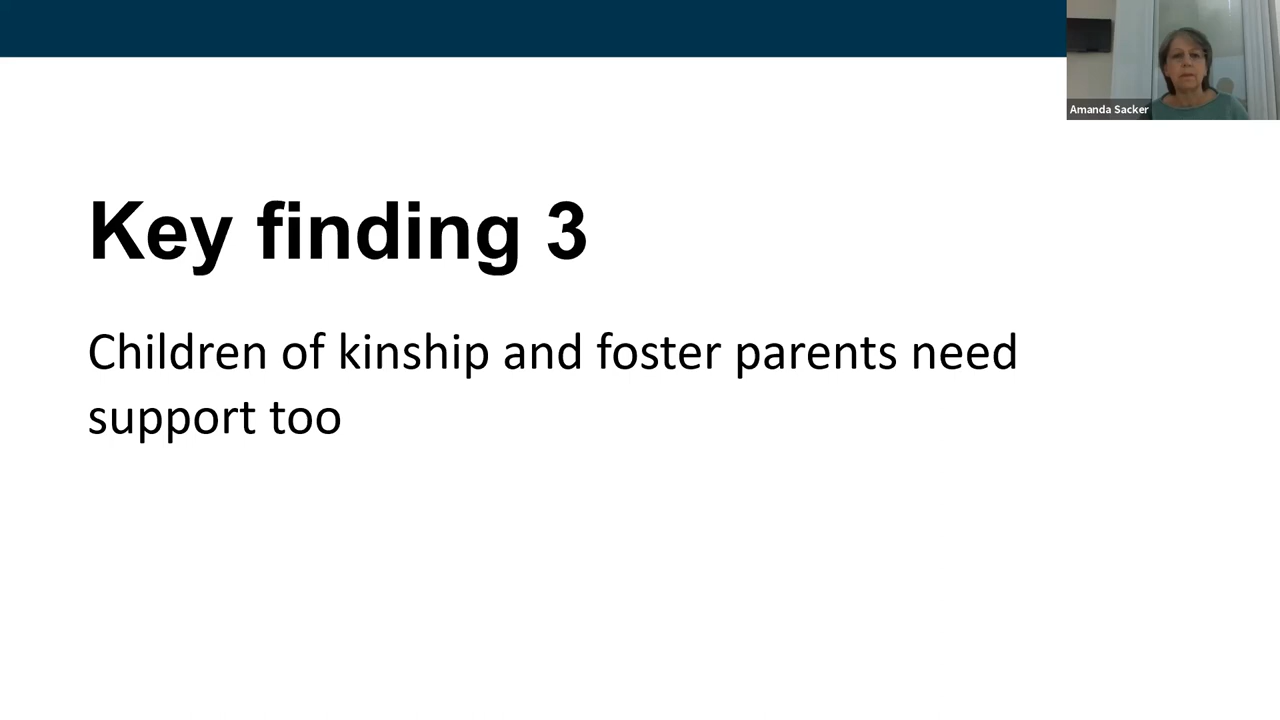 Amanda Sacker
Key finding 3
Children of kinship and foster parents need
support too